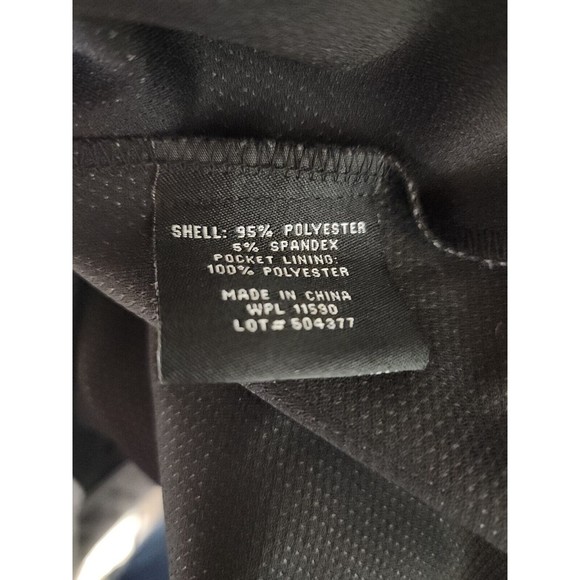 SHELL: 95% POLYESTER
5% SPANDEX
POCKET LINING:
100% POLYESTER
MADE IN CHINA
WPL 11590
LOT# 504377